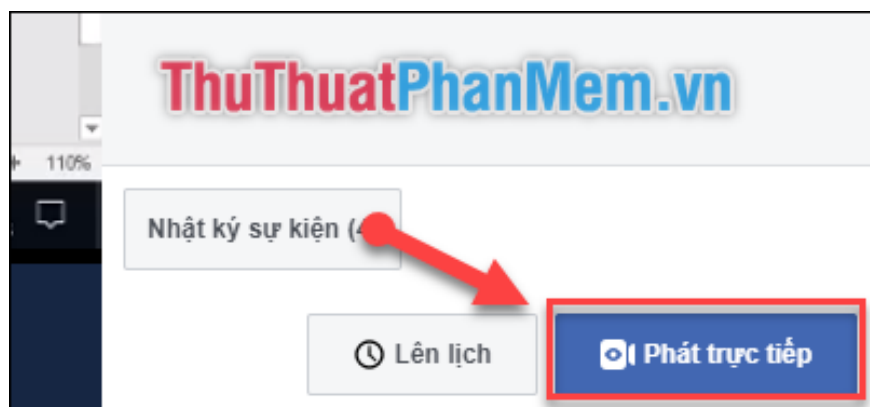 ThuThuatPhanMem.vn
110%
Nhật ký sự kiện (4
Lên lịch
Phát trực tiếp